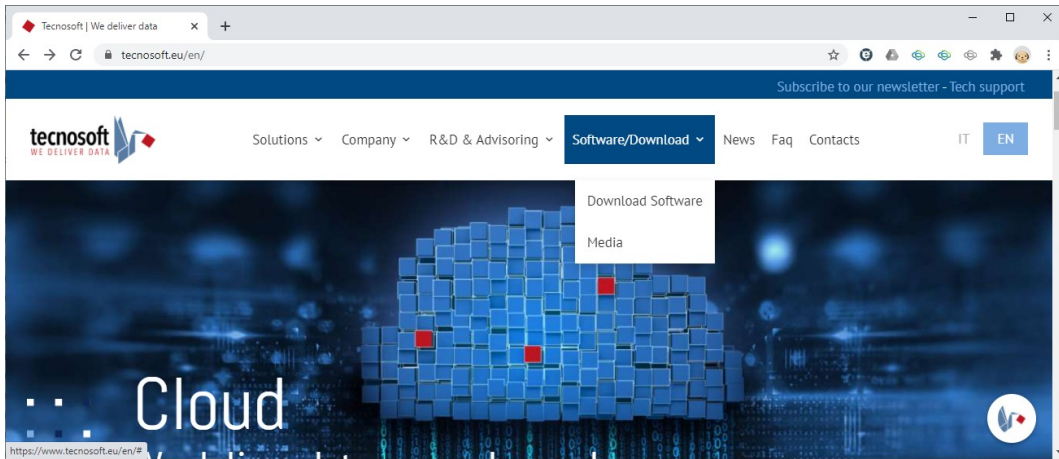 Tecnosoft | We deliver data
tecnosoft.eu/en/
Subscribe to our newsletter - Tech support
tecnosoft
WE DELIVER DATA
Solutions Company R&D & Advisoring Software/Download News Faq Contacts IT EN
Download Software
Media
Cloud
https://www.tecnosoft.eu/en/#